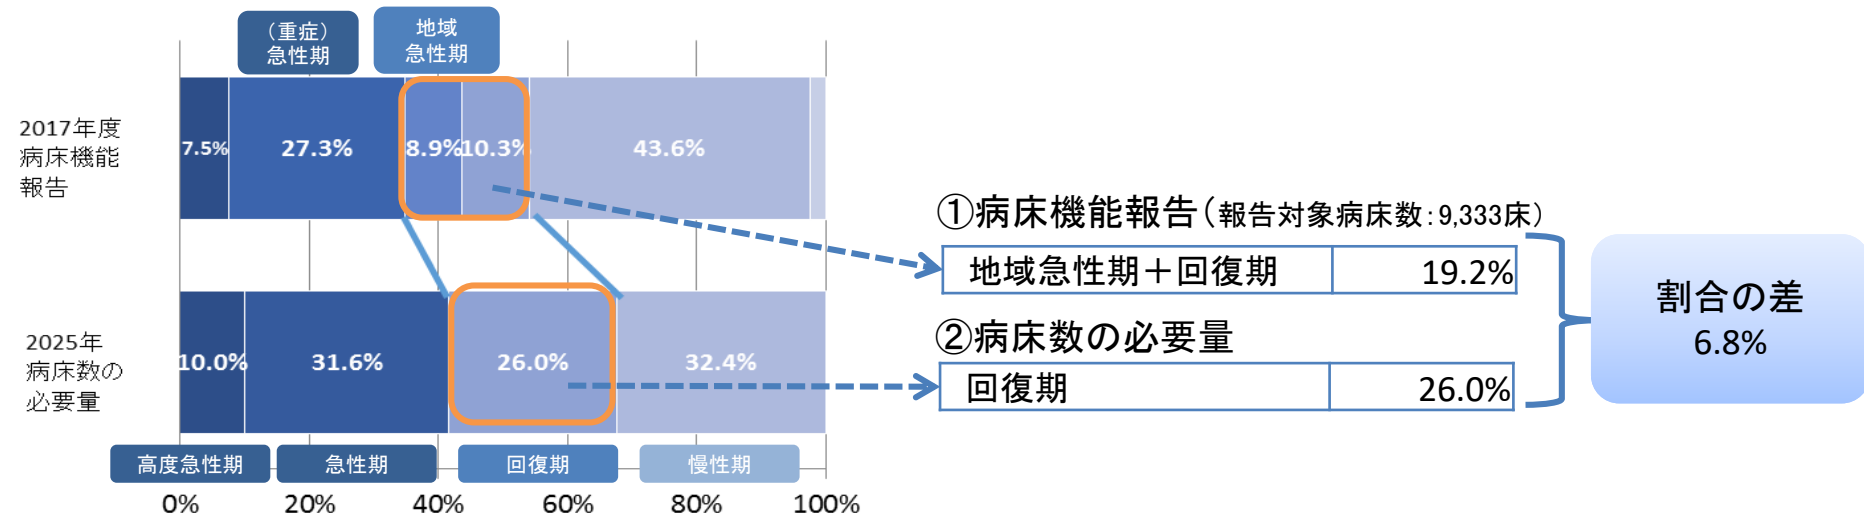 (重症)
急性期
地域
急性期
2017年度
病床機能
報告
7.5%
27.3%
8.9%
10.3%
43.6%
2025年
病床数の
必要量
10.0%
31.6%
26.0%
32.4%
高度急性期
急性期
回復期
慢性期
0%
20%
40%
60%
80%
100%
①病床機能報告(報告対象病床数:9,333床)
地域急性期+回復期 19.2%
②病床数の必要量
回復期 26.0%
割合の差
6.8%